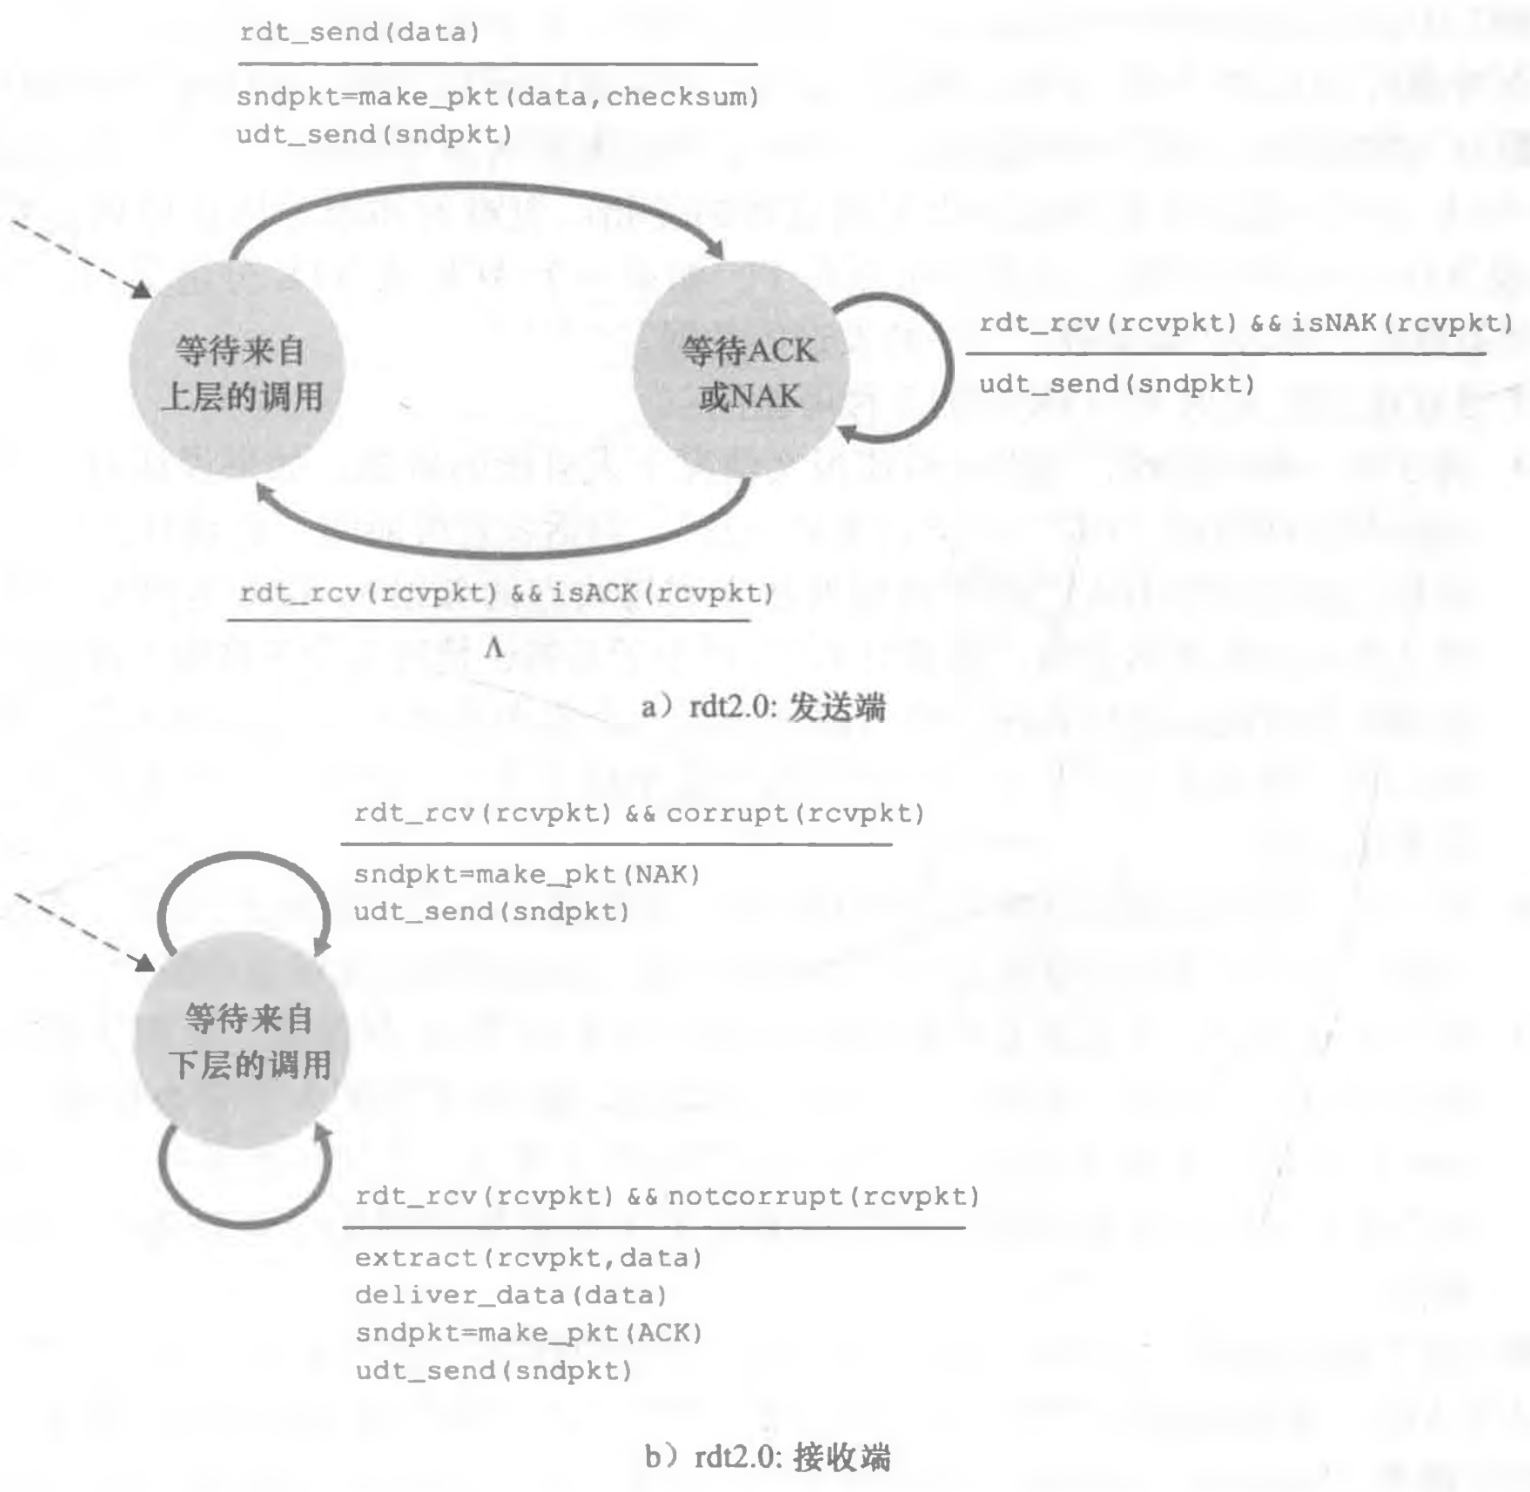 rdt_send(data)
sndpkt=make_pkt(data,checksum)
udt_send(sndpkt)
等待来自
上层的调用
等待ACK
或NAK
rdt_rcv(rcvpkt) && isNAK(rcvpkt)
udt_send(sndpkt)
rdt_rcv(rcvpkt) && isACK(rcvpkt)
Λ
a）rdt2.0: 发送端
rdt_rcv(rcvpkt) && corrupt(rcvpkt)
sndpkt=make_pkt(NAK)
udt_send(sndpkt)
等待来自
下层的调用
rdt_rcv(rcvpkt) && notcorrupt(rcvpkt)
extract(rcvpkt,data)
deliver_data(data)
sndpkt=make_pkt(ACK)
udt_send(sndpkt)
b）rdt2.0: 接收端